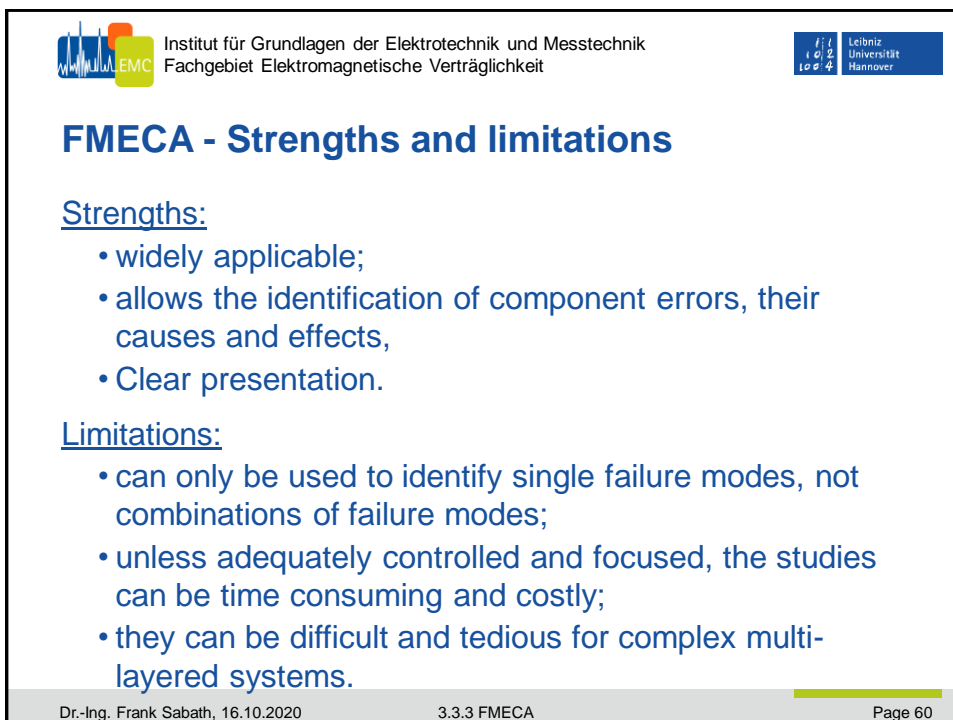 EMC
Institut für Grundlagen der Elektrotechnik und Messtechnik
Fachgebiet Elektromagnetische Verträglichkeit
Leibniz
Universität
Hannover
FMECA - Strengths and limitations
Strengths:
• widely applicable;
• allows the identification of component errors, their
causes and effects,
• Clear presentation.
Limitations:
• can only be used to identify single failure modes, not
combinations of failure modes;
• unless adequately controlled and focused, the studies
can be time consuming and costly;
• they can be difficult and tedious for complex multi-
layered systems.
Dr.-Ing. Frank Sabath, 16.10.2020 3.3.3 FMECA Page 60